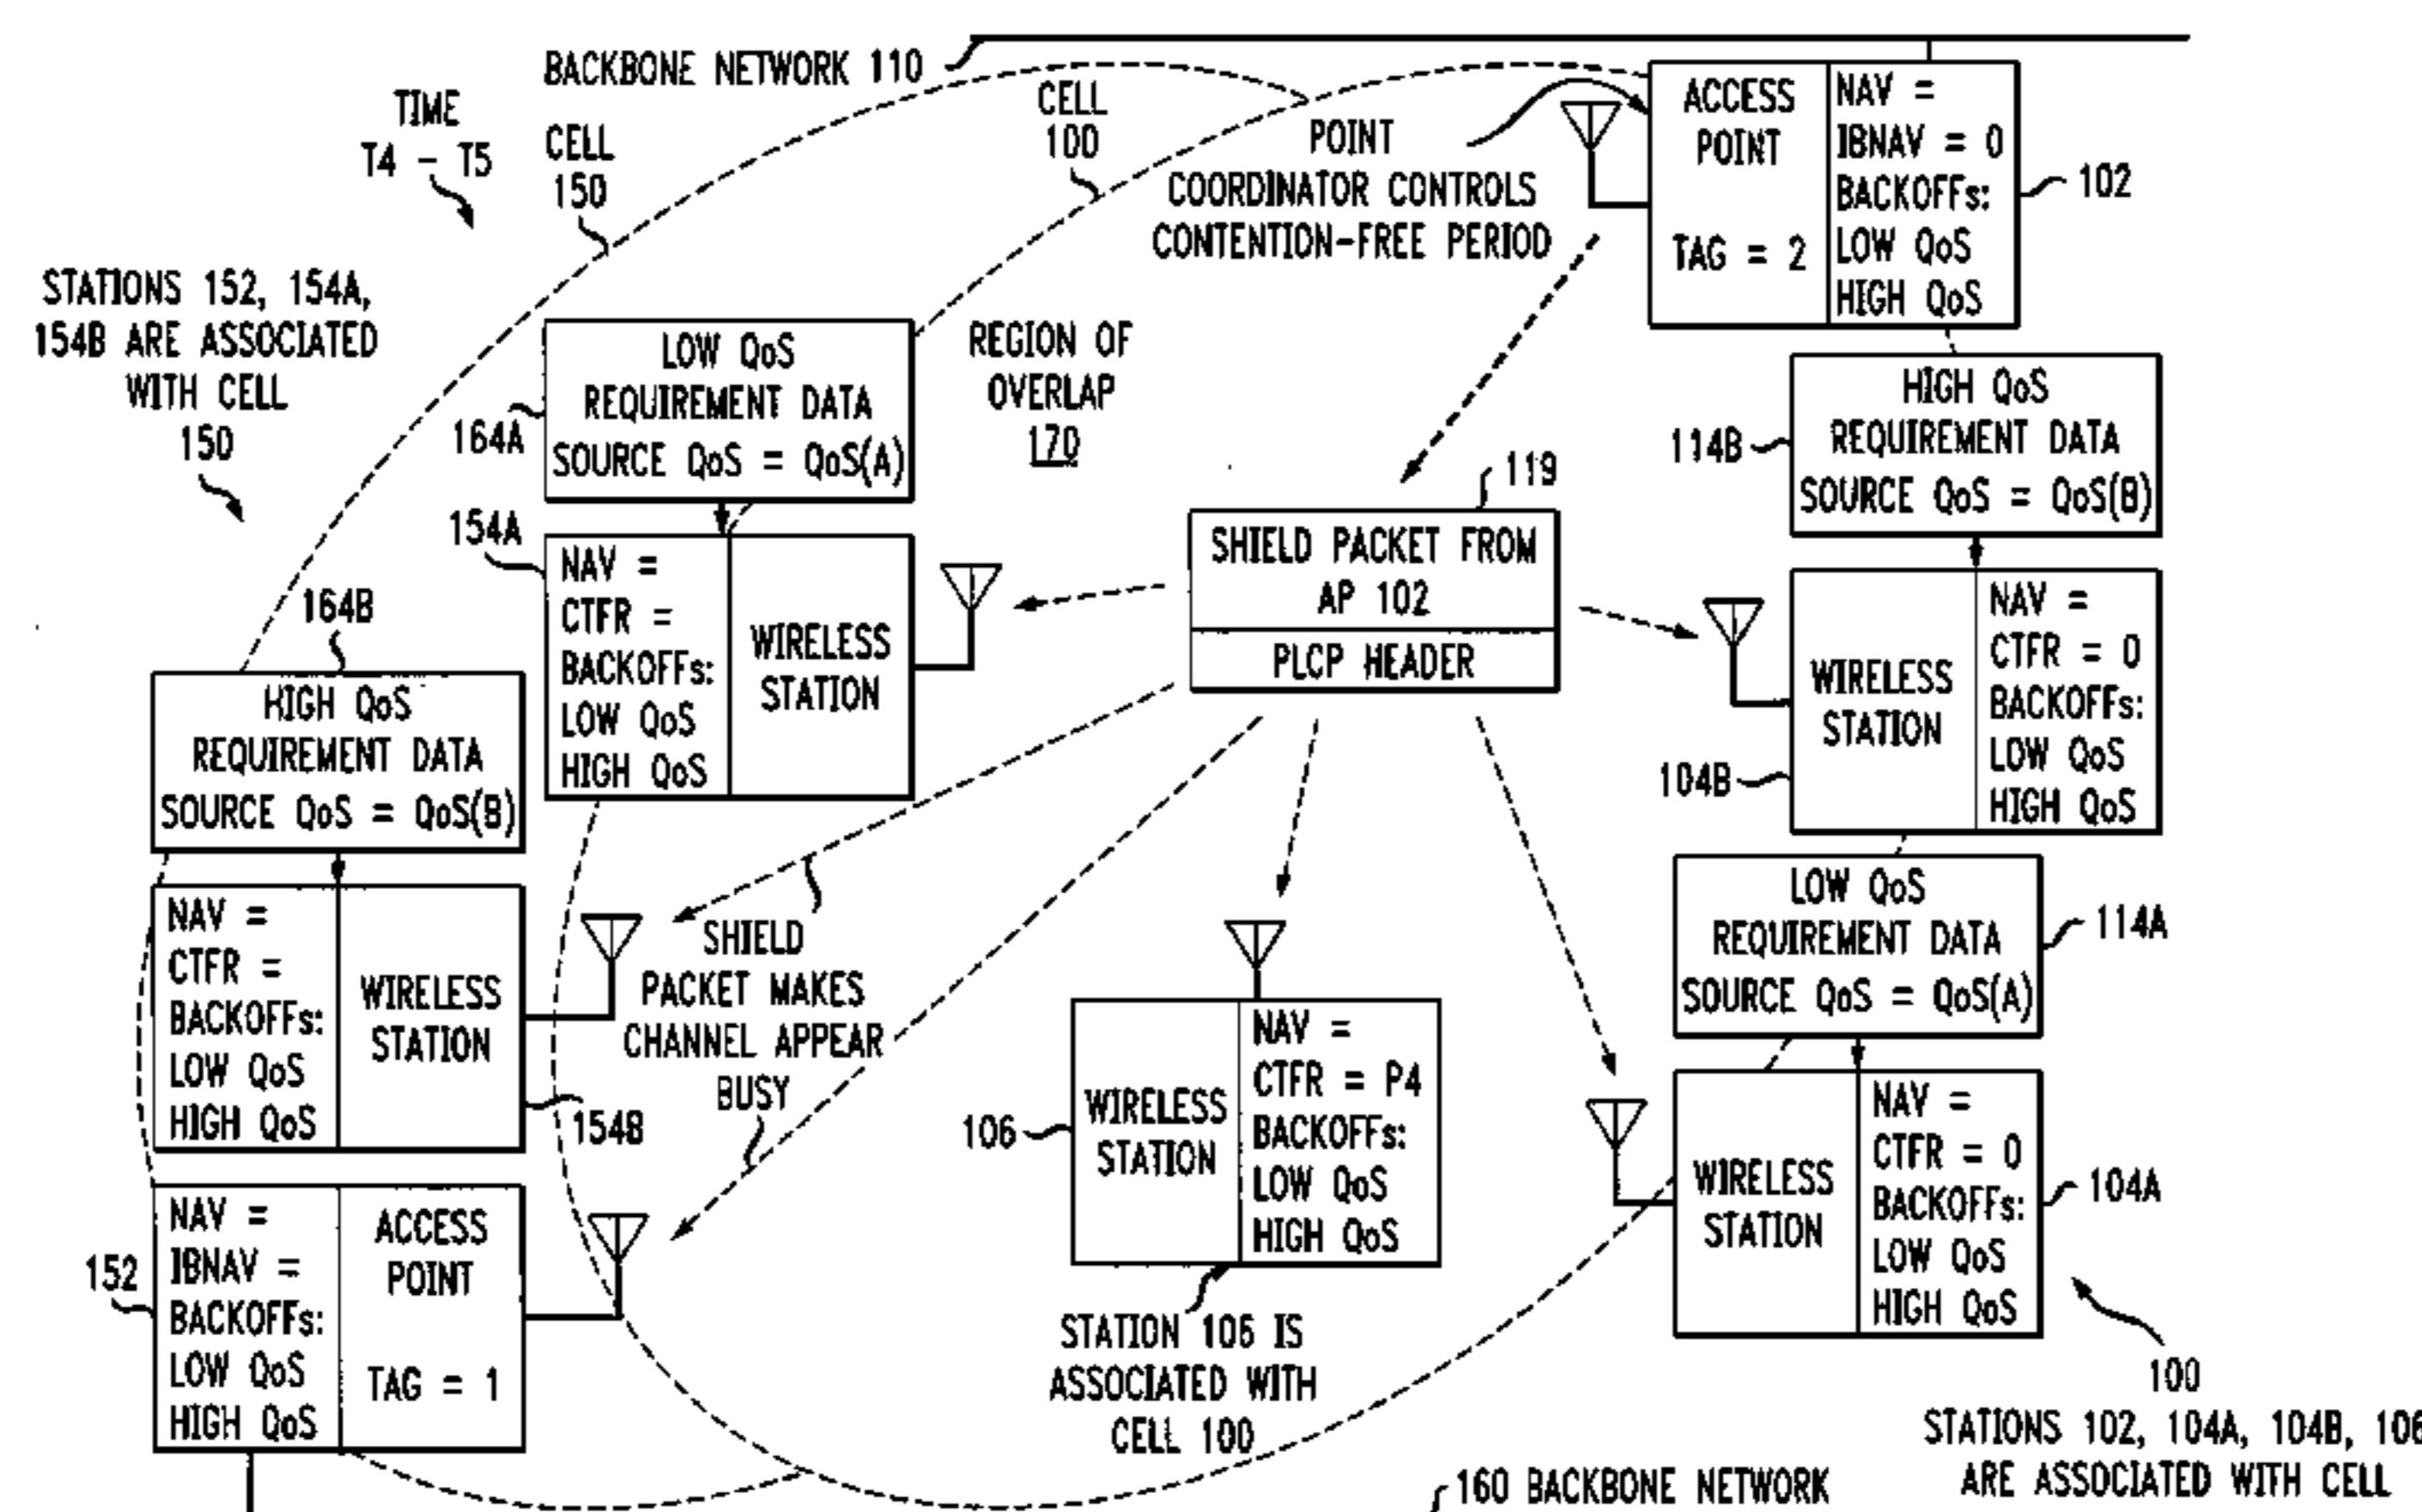 BACKBONE NETWORK 110
TIME
T4 - T5
CELL
150
CELL
100
POINT
COORDINATOR CONTROLS
CONTENTION-FREE PERIOD
ACCESS
POINT
TAG = 2
NAV =
IBNAV = 0
BACKOFFs:
LOW QoS
HIGH QoS
102
STATIONS 152, 154A,
154B ARE ASSOCIATED
WITH CELL
150
LOW QoS
REQUIREMENT DATA
SOURCE QoS = QoS(A)
164A
REGION OF
OVERLAP
170
HIGH QoS
REQUIREMENT DATA
SOURCE QoS = QoS(B)
114B
119
SHIELD PACKET FROM
AP 102
PLCP HEADER
154A
NAV =
CTFR =
BACKOFFs:
LOW QoS
HIGH QoS
WIRELESS
STATION
WIRELESS
STATION
NAV =
CTFR = 0
BACKOFFs:
LOW QoS
HIGH QoS
104B
164B
HIGH QoS
REQUIREMENT DATA
SOURCE QoS = QoS(B)
NAV =
CTFR =
BACKOFFs:
LOW QoS
HIGH QoS
WIRELESS
STATION
154B
SHIELD
PACKET MAKES
CHANNEL APPEAR
BUSY
LOW QoS
REQUIREMENT DATA
SOURCE QoS = QoS(A)
114A
106
WIRELESS
STATION
NAV =
CTFR = P4
BACKOFFs:
LOW QoS
HIGH QoS
STATION 106 IS
ASSOCIATED WITH
CELL 100
WIRELESS
STATION
NAV =
CTFR = 0
BACKOFFs:
LOW QoS
HIGH QoS
104A
152
NAV =
IBNAV =
BACKOFFs:
LOW QoS
HIGH QoS
ACCESS
POINT
TAG = 1
100
STATIONS 102, 104A, 104B, 106
ARE ASSOCIATED WITH CELL
160 BACKBONE NETWORK